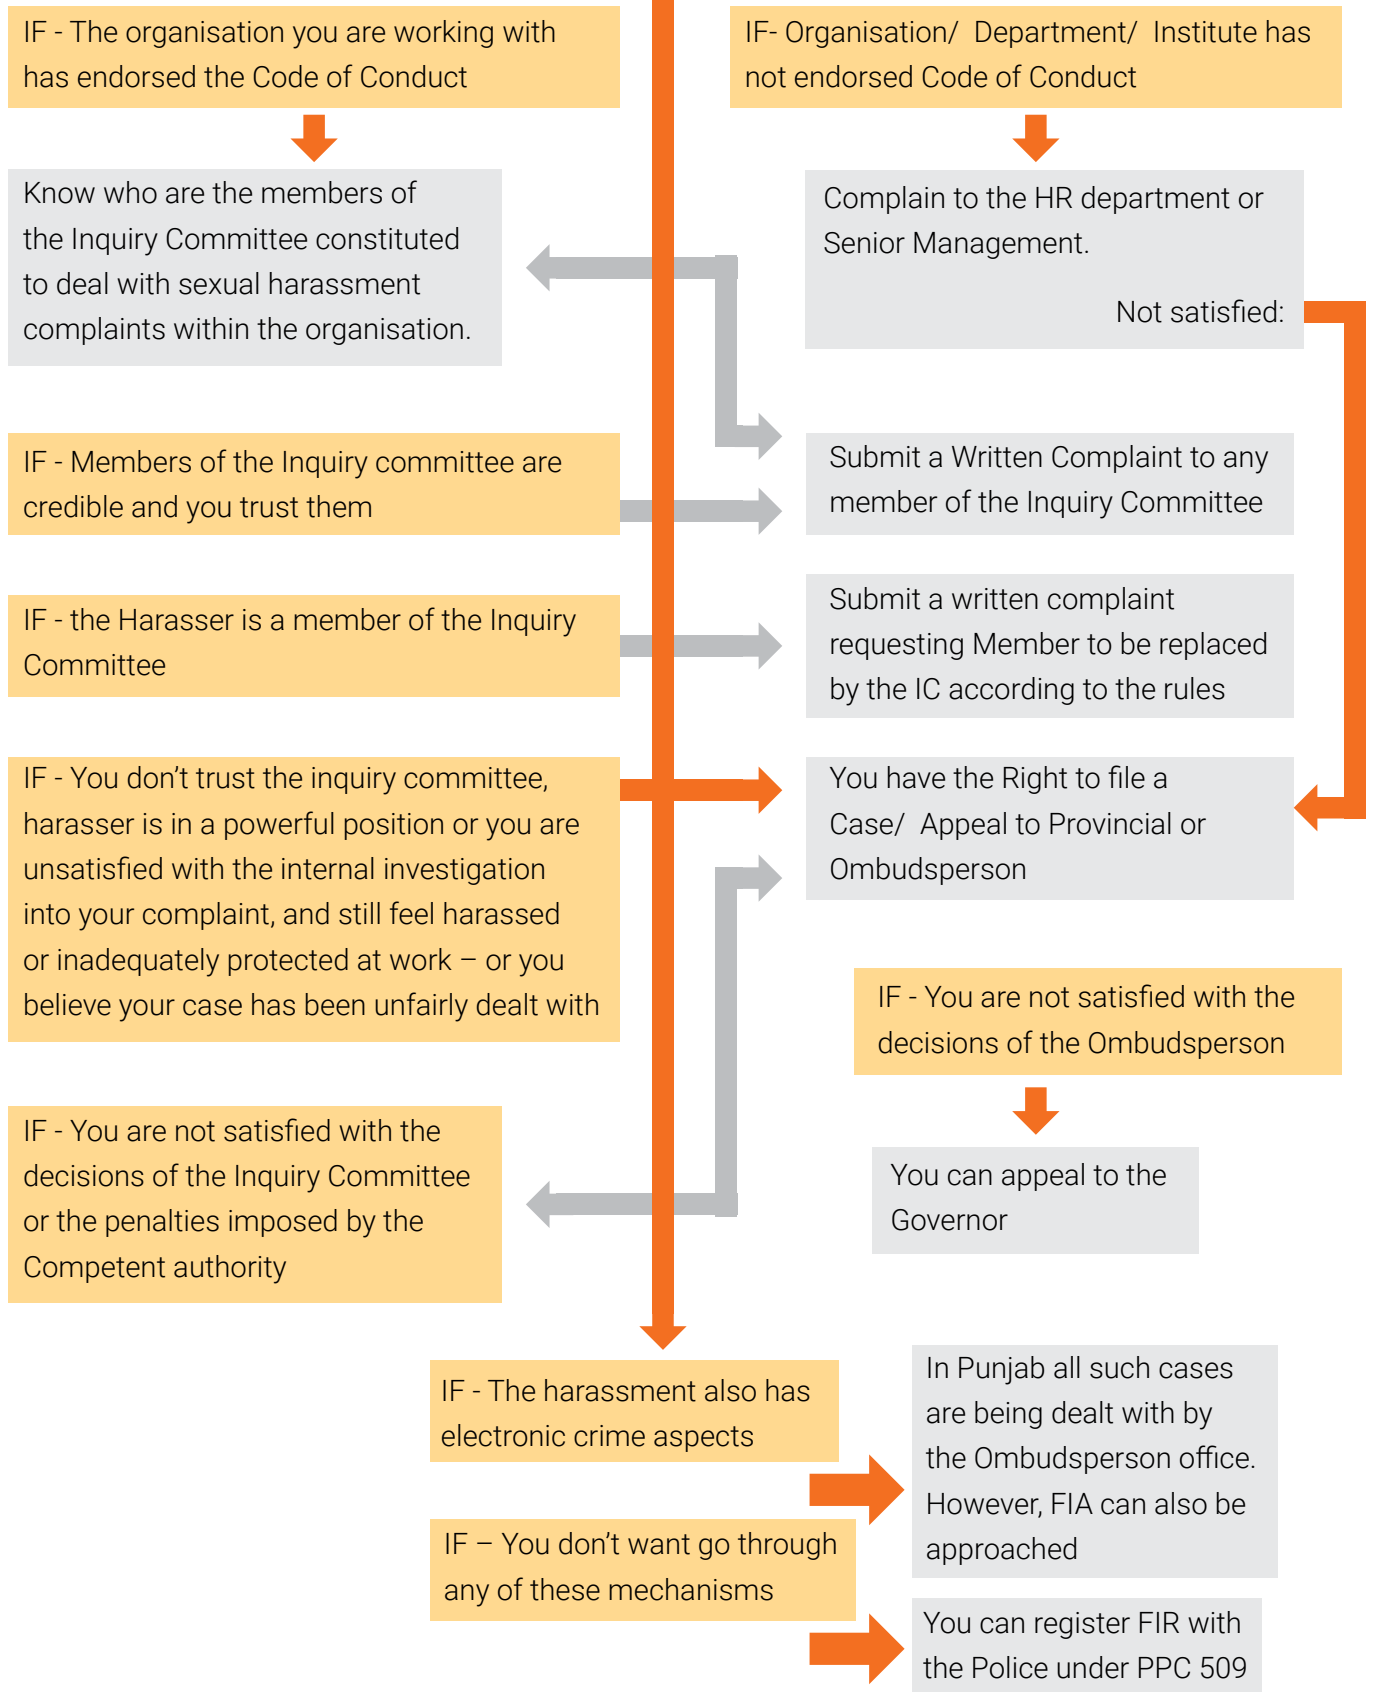 IF - The organisation you are working with
has endorsed the Code of Conduct
IF- Organisation/ Department/ Institute has
not endorsed Code of Conduct
Know who are the members of
the Inquiry Committee constituted
to deal with sexual harassment
complaints within the organisation.
Complain to the HR department or
Senior Management.
Not satisfied:
IF - Members of the Inquiry committee are
credible and you trust them
Submit a Written Complaint to any
member of the Inquiry Committee
IF - the Harasser is a member of the Inquiry
Committee
Submit a written complaint
requesting Member to be replaced
by the IC according to the rules
IF - You don’t trust the inquiry committee,
harasser is in a powerful position or you are
unsatisfied with the internal investigation
into your complaint, and still feel harassed
or inadequately protected at work – or you
believe your case has been unfairly dealt with
You have the Right to file a
Case/ Appeal to Provincial or
Ombudsperson
IF - You are not satisfied with the
decisions of the Ombudsperson
You can appeal to the
Governor
IF - You are not satisfied with the
decisions of the Inquiry Committee
or the penalties imposed by the
Competent authority
IF - The harassment also has
electronic crime aspects
In Punjab all such cases
are being dealt with by
the Ombudsperson office.
However, FIA can also be
approached
IF – You don’t want go through
any of these mechanisms
You can register FIR with
the Police under PPC 509